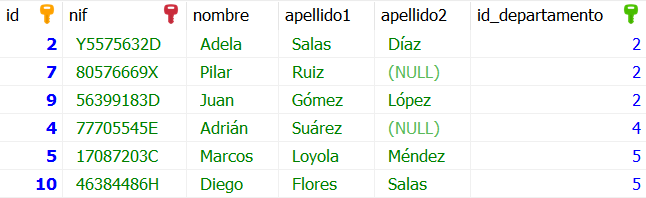 id nif nombre apellido1 apellido2 id_departamento
2 Y5575632D Adela Salas Díaz 2
7 80576669X Pilar Ruiz (NULL) 2
9 56399183D Juan Gómez López 2
4 77705545E Adrián Suárez (NULL) 4
5 17087203C Marcos Loyola Méndez 5
10 46384486H Diego Flores Salas 5